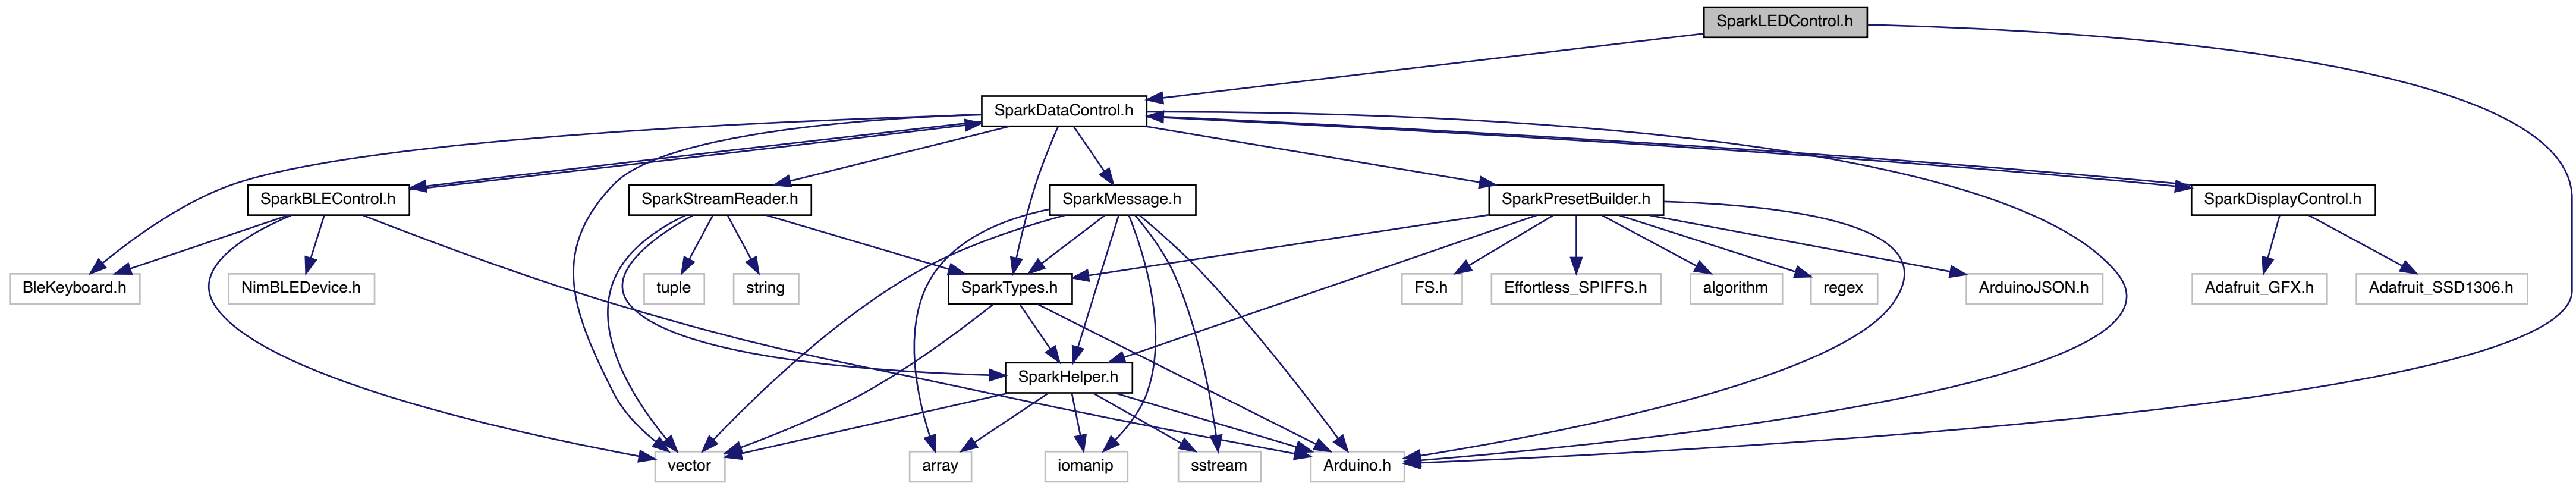 SparkLEDControl.h
SparkDataControl.h
SparkBLEControl.h
SparkStreamReader.h
SparkMessage.h
SparkPresetBuilder.h
SparkDisplayControl.h
BleKeyboard.h
NimBLEDevice.h
tuple
string
SparkTypes.h
FS.h
Effortless_SPIFFS.h
algorithm
regex
ArduinoJSON.h
Adafruit_GFX.h
Adafruit_SSD1306.h
SparkHelper.h
vector
array
iomanip
sstream
Arduino.h